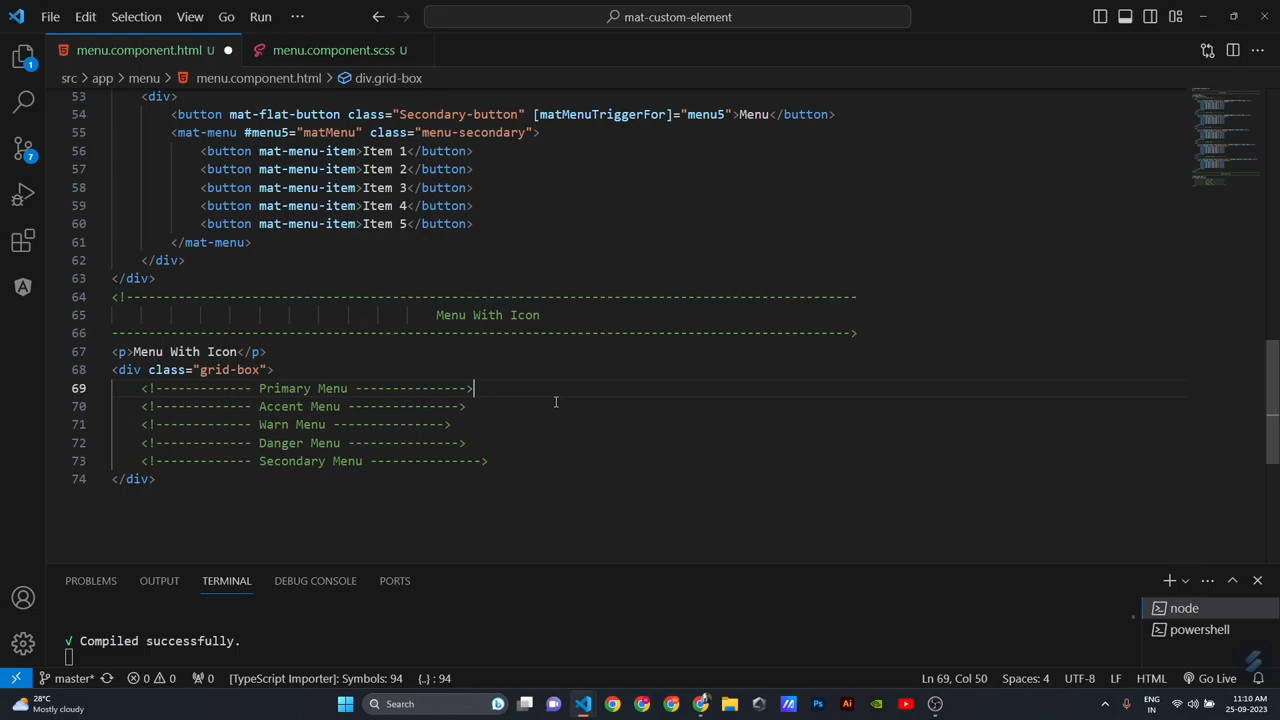 File Edit Selection View Go Run ··· mat-custom-element
menu.component.html U ● menu.component.scss U
src > app > menu > menu.component.html > div.grid-box
53 <div>
54 <button mat-flat-button class="Secondary-button" [matMenuTriggerFor]="menu5">Menu</button>
55 <mat-menu #menu5="matMenu" class="menu-secondary">
56 <button mat-menu-item>Item 1</button>
57 <button mat-menu-item>Item 2</button>
58 <button mat-menu-item>Item 3</button>
59 <button mat-menu-item>Item 4</button>
60 <button mat-menu-item>Item 5</button>
61 </mat-menu>
62 </div>
63 </div>
64 <!---------------------------------------------------------------------------------------------------
65 Menu With Icon
66 ---------------------------------------------------------------------------------------------------->
67 <p>Menu With Icon</p>
68 <div class="grid-box">
69 <!------------- Primary Menu --------------->
70 <!------------- Accent Menu --------------->
71 <!------------- Warn Menu --------------->
72 <!------------- Danger Menu --------------->
73 <!------------- Secondary Menu --------------->
74 </div>
PROBLEMS OUTPUT TERMINAL DEBUG CONSOLE PORTS
√ Compiled successfully.
node
powershell
1
7
master* 0 0 0 [TypeScript Importer]: Symbols: 94 {..} : 94 Ln 69, Col 50 Spaces: 4 UTF-8 LF HTML Go Live
28°C
Mostly cloudy
Search
Ps Ai
ENG
IN
11:10 AM
25-09-2023